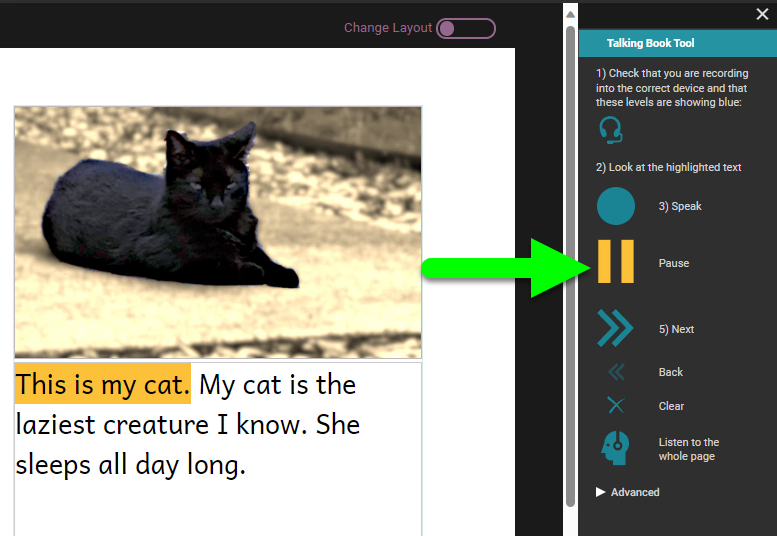 Change Layout
This is my cat. My cat is the
laziest creature I know. She
sleeps all day long.
Talking Book Tool
1) Check that you are recording
into the correct device and that
these levels are showing blue:
2) Look at the highlighted text
3) Speak
Pause
5) Next
Back
Clear
Listen to the
whole page
Advanced